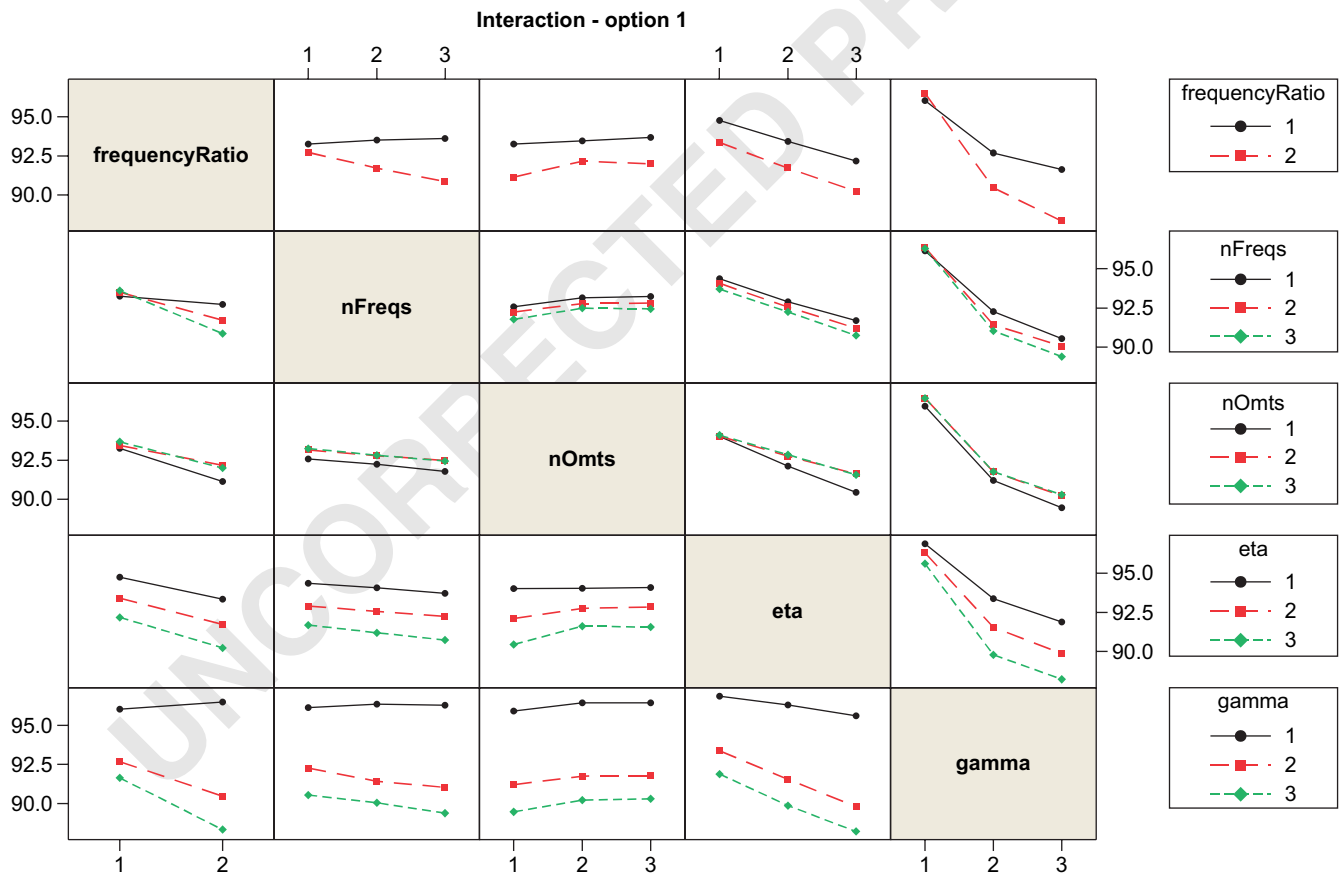 Interaction - option 1
1 2 3 1 2 3
95.0
92.5
90.0
frequencyRatio
frequencyRatio
1
2
nFreqs
95.0
92.5
90.0
nFreqs
1
2
3
95.0
92.5
90.0
nOmts
nOmts
1
2
3
eta
95.0
92.5
90.0
eta
1
2
3
95.0
92.5
90.0
gamma
gamma
1
2
3
1 2 1 2 3 1 2 3
UNCORRECTED PR